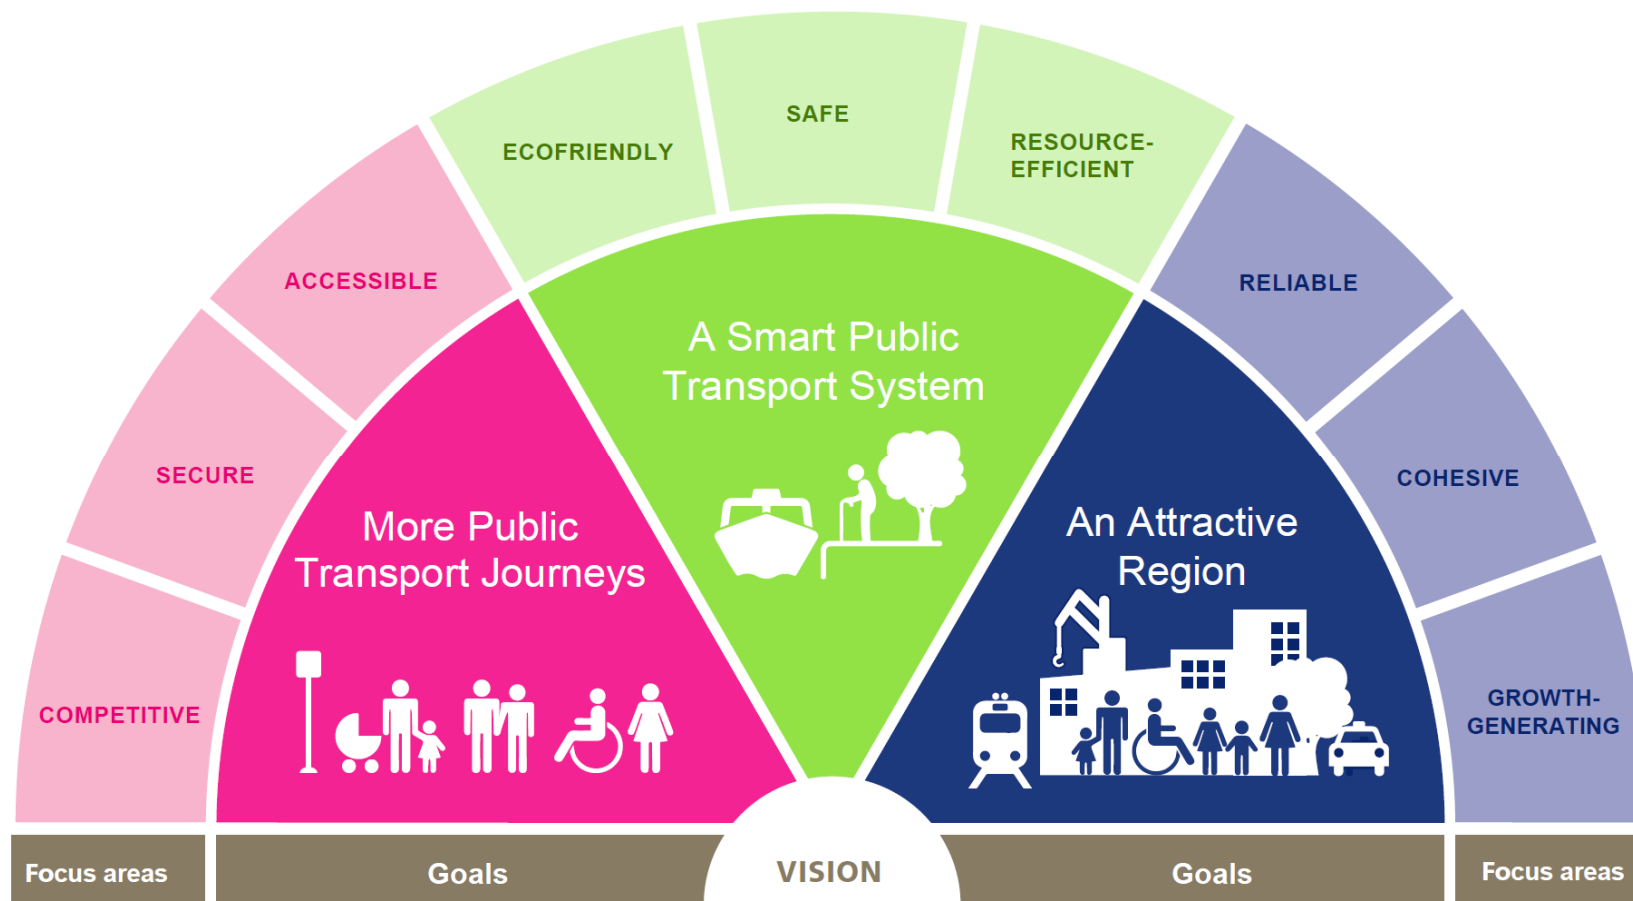 ECOFRIENDLY
SAFE
RESOURCE-
EFFICIENT
ACCESSIBLE
RELIABLE
SECURE
COHESIVE
COMPETITIVE
GROWTH-
GENERATING
A Smart Public
Transport System
More Public
Transport Journeys
An Attractive
Region
Focus areas
Goals
VISION
Goals
Focus areas